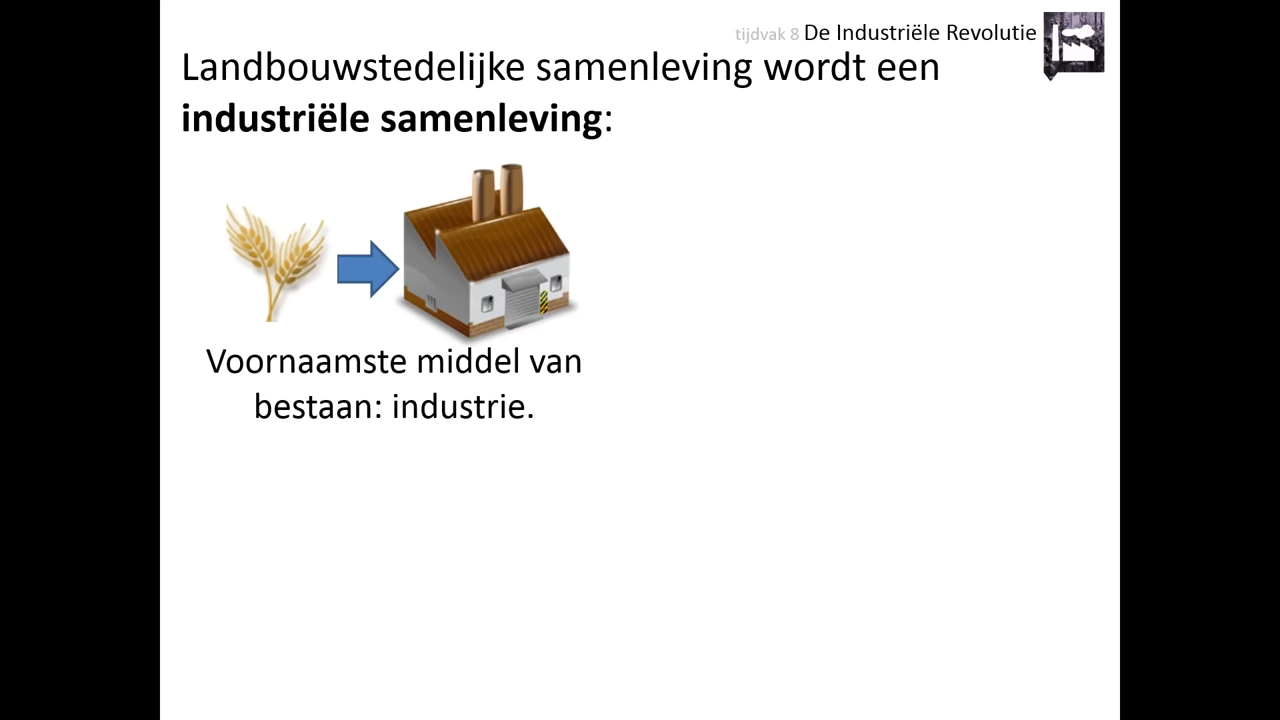 tijdvak 8 De Industriële Revolutie
Landbouwstedelijke samenleving wordt een
industriële samenleving:
Voornaamste middel van
bestaan: industrie.